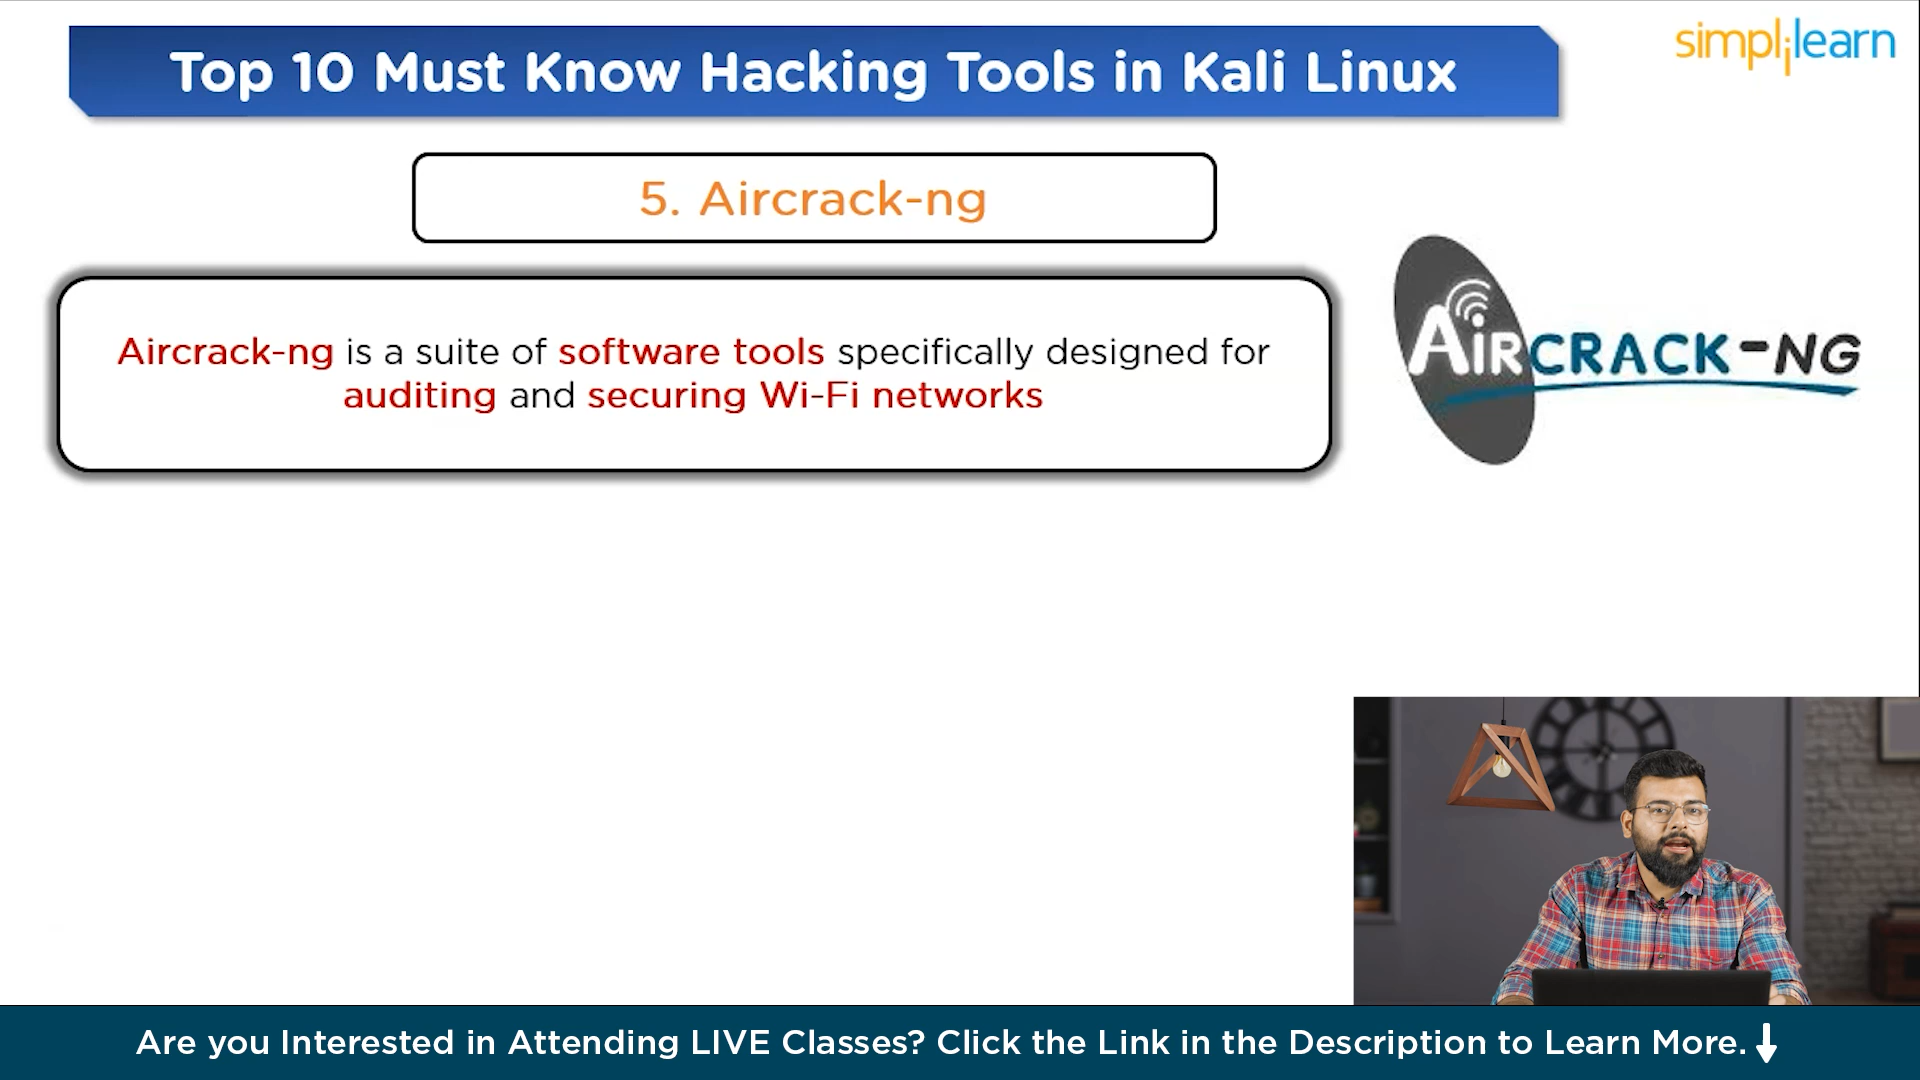 Top 10 Must Know Hacking Tools in Kali Linux
simplilearn
5. Aircrack-ng
Aircrack-ng is a suite of software tools specifically designed for
auditing and securing Wi-Fi networks
AIRCRACK-NG
Are you Interested in Attending LIVE Classes? Click the Link in the Description to Learn More.